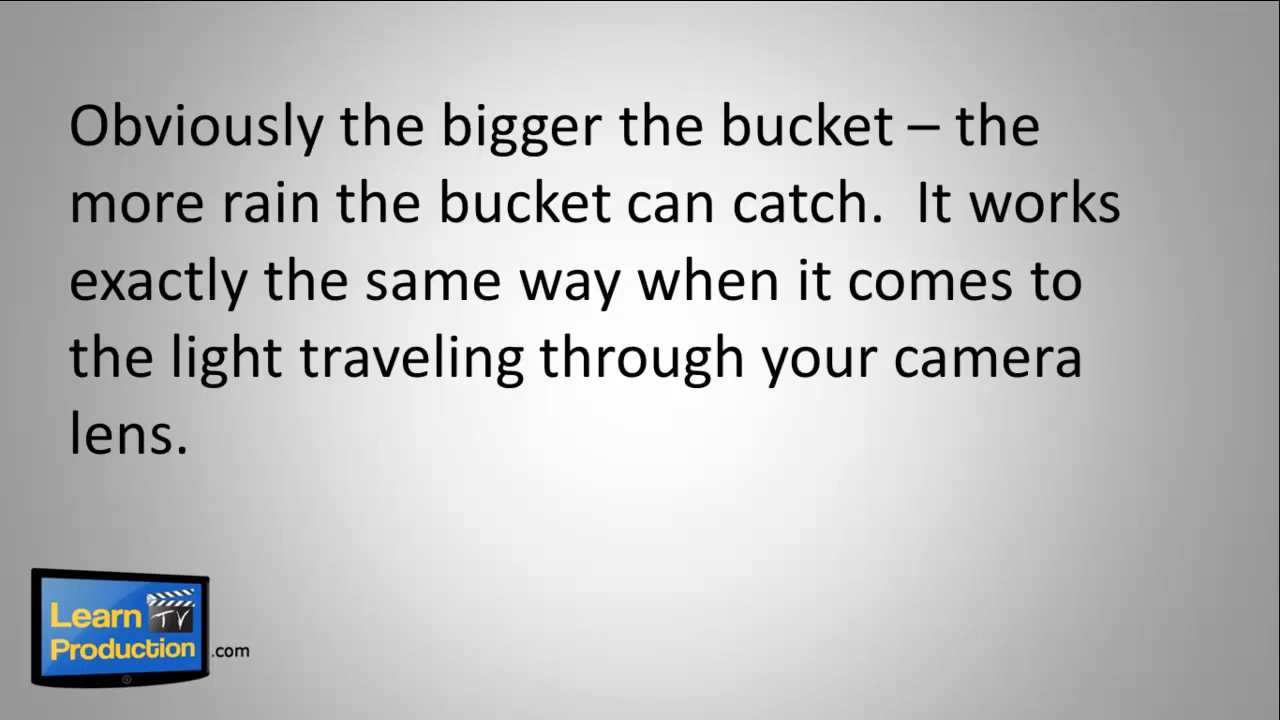 Obviously the bigger the bucket – the
more rain the bucket can catch.  It works
exactly the same way when it comes to
the light traveling through your camera
lens.
Learn TV
Production .com